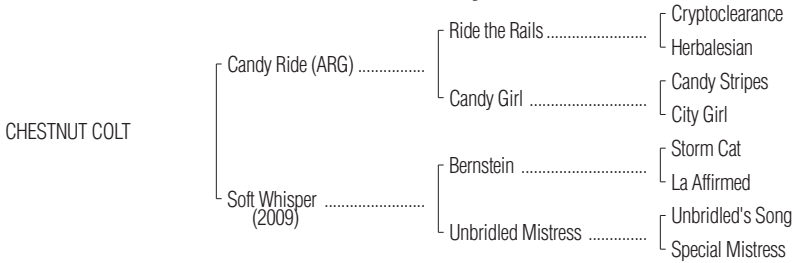 Cryptoclearance
Ride the Rails ........................
Herbalesian
Candy Ride (ARG) ................
Candy Stripes
Candy Girl ............................
City Girl
CHESTNUT COLT
Storm Cat
Bernstein ..............................
La Affirmed
Soft Whisper ........................
(2009)
Unbridled's Song
Unbridled Mistress ..............
Special Mistress